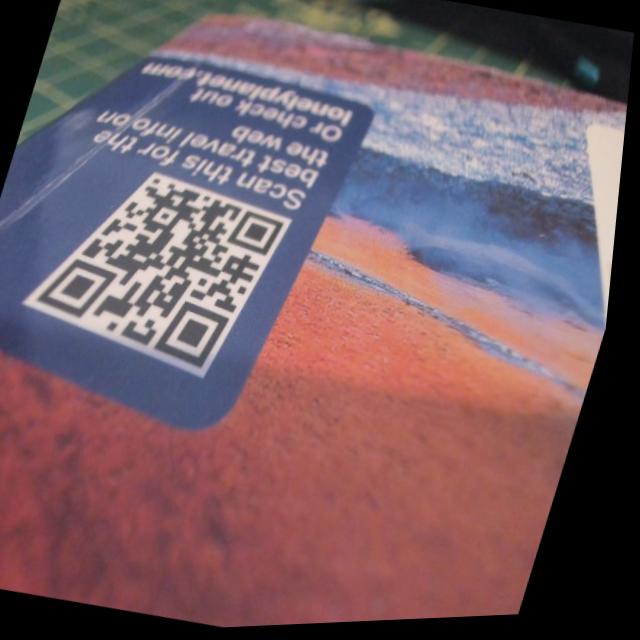 Scan this for the
best travel info on
the web
Or check out
lonelyplanet.com